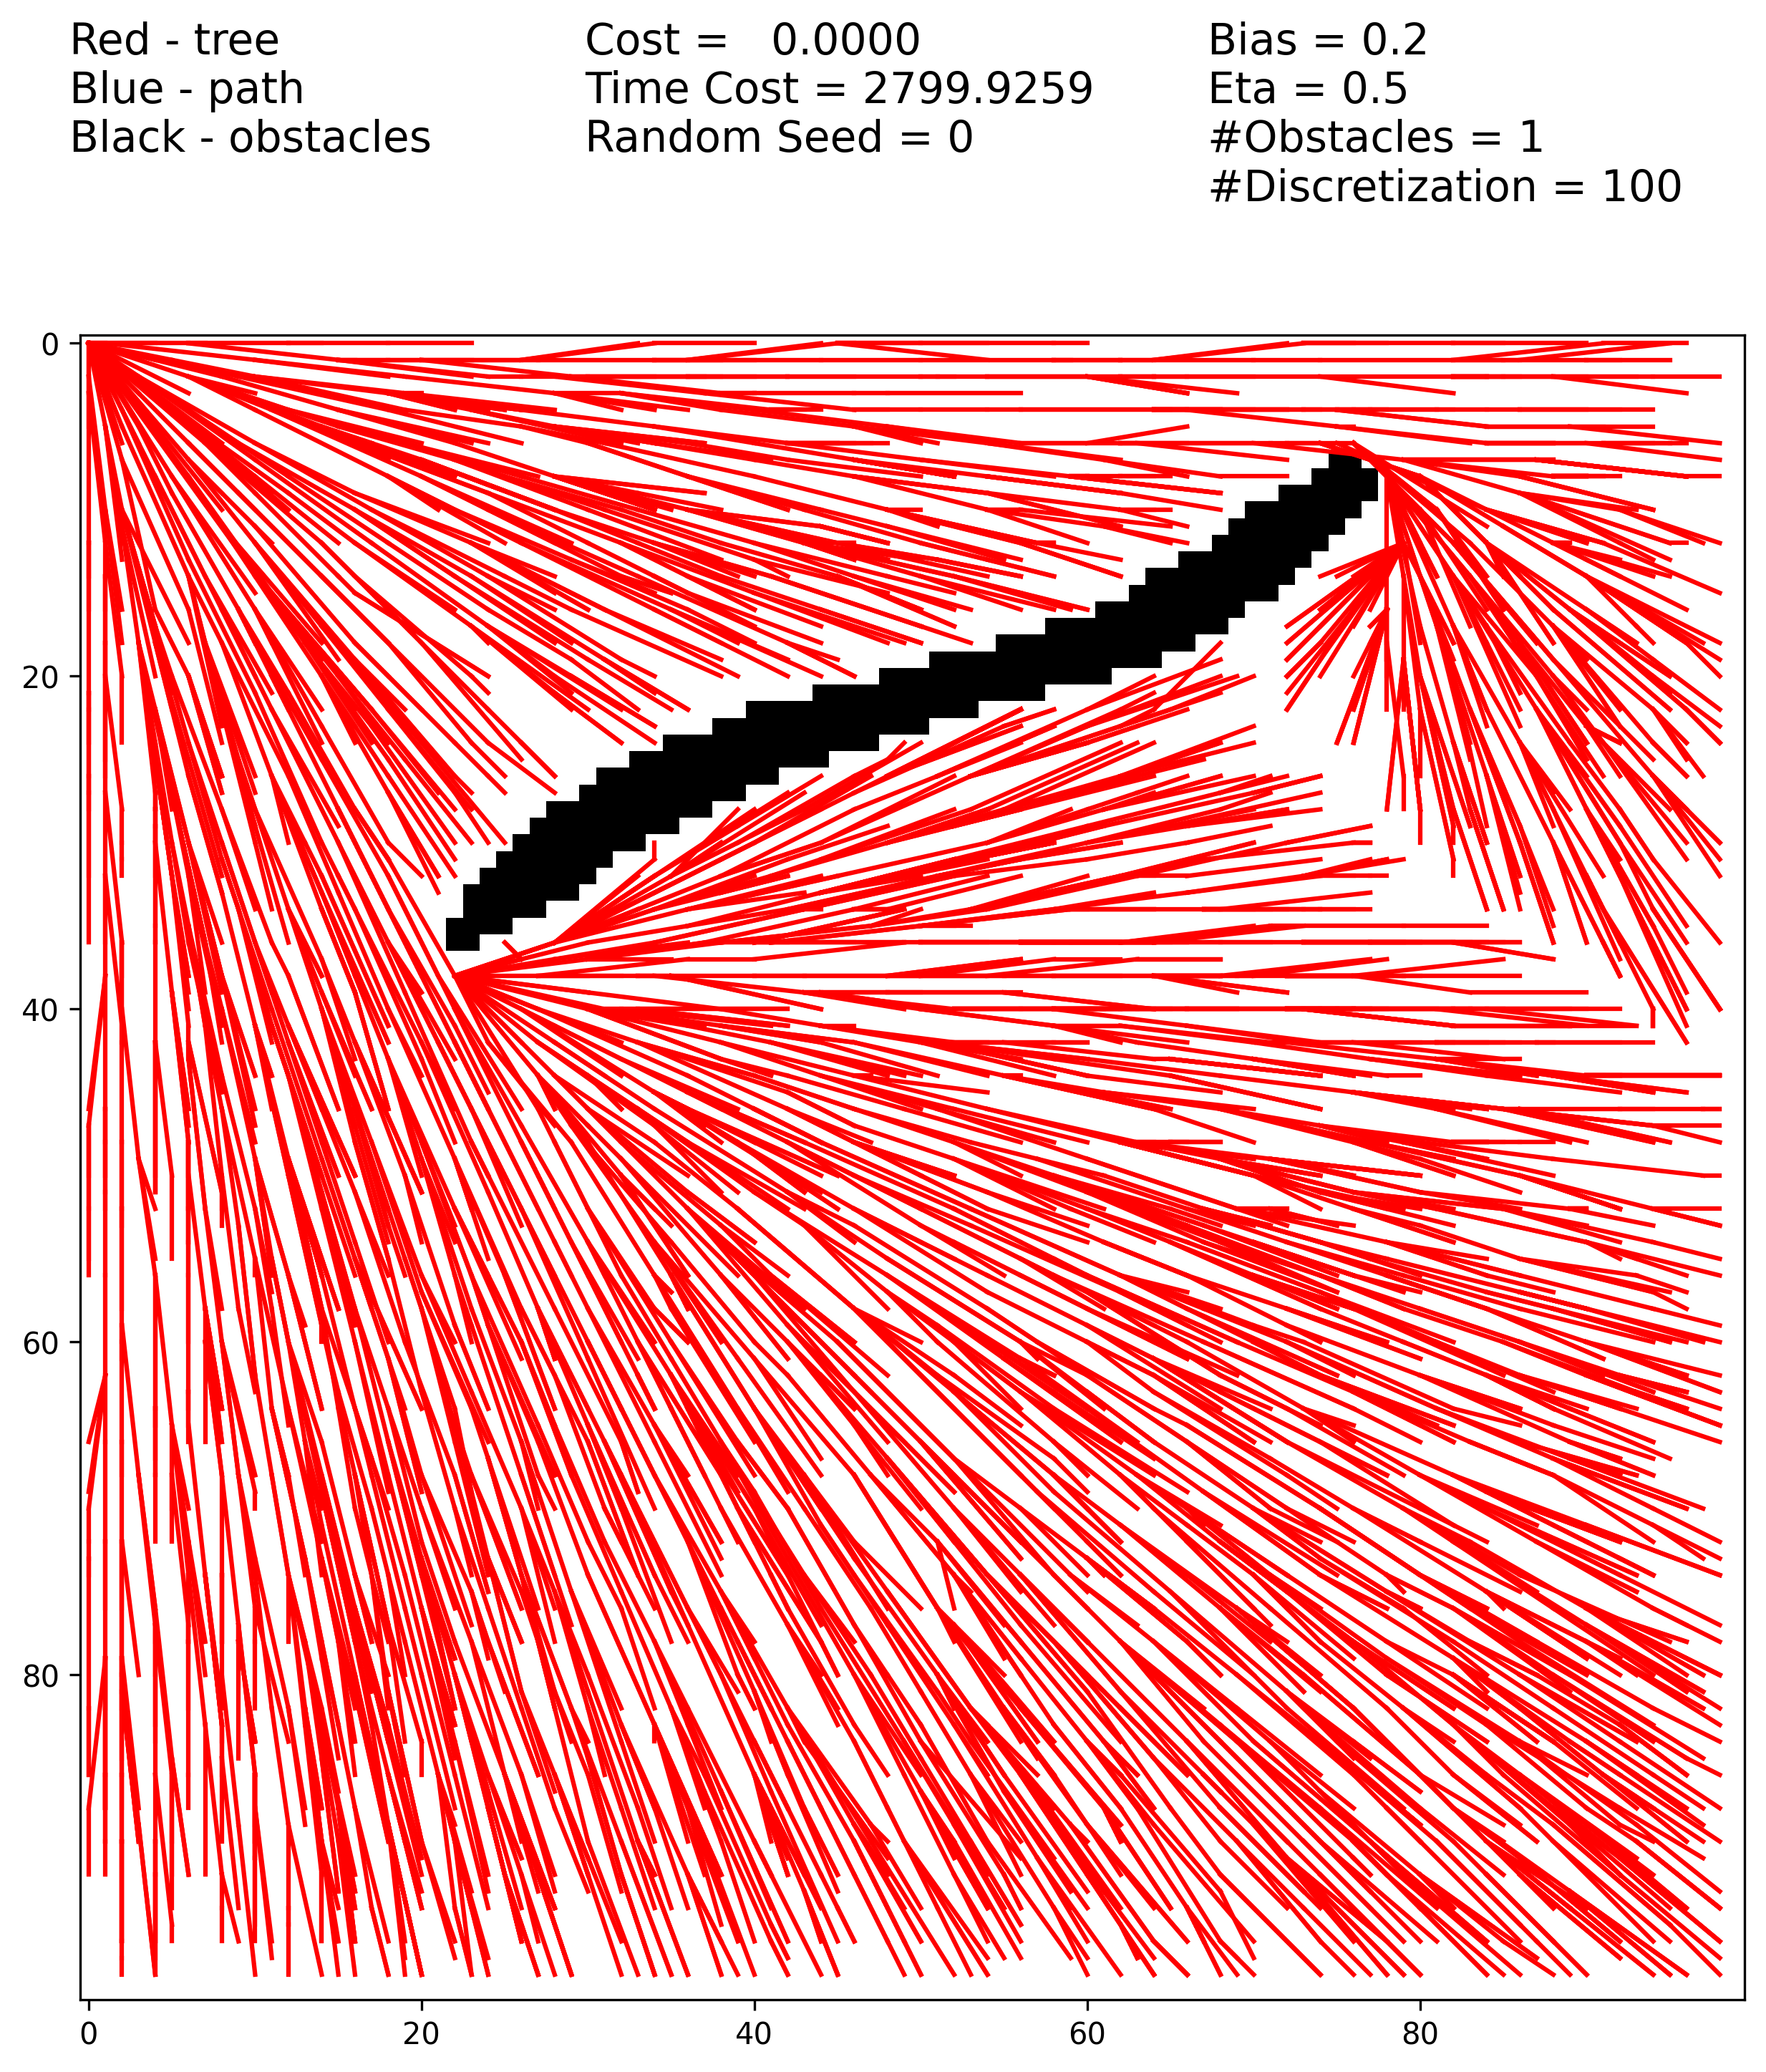 Red - tree
Blue - path
Black - obstacles
Cost =   0.0000
Time Cost = 2799.9259
Random Seed = 0
Bias = 0.2
Eta = 0.5
#Obstacles = 1
#Discretization = 100
0
20
40
60
80
0
20
40
60
80